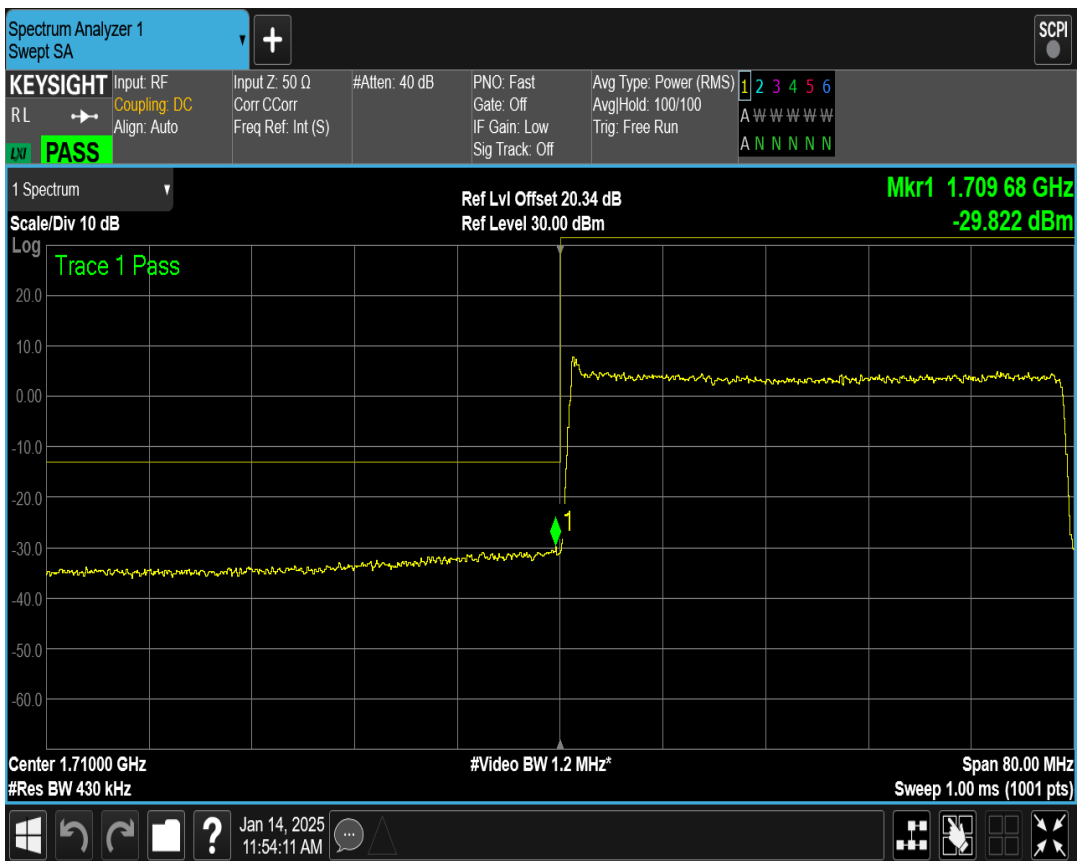 Spectrum Analyzer 1
Swept SA
SCPI
KEYSIGHT
RL
LXI PASS
Input: RF
Coupling: DC
Align: Auto
Input Z: 50 Ω
Corr CCorr
Freq Ref: Int (S)
#Atten: 40 dB
PNO: Fast
Gate: Off
IF Gain: Low
Sig Track: Off
Avg Type: Power (RMS)
Avg|Hold: 100/100
Trig: Free Run
1 2 3 4 5 6
A W W W W W
A N N N N N
1 Spectrum
Scale/Div 10 dB
Ref Lvl Offset 20.34 dB
Ref Level 30.00 dBm
Mkr1 1.709 68 GHz
-29.822 dBm
Log
Trace 1 Pass
20.0
10.0
0.00
-10.0
-20.0
1
-30.0
-40.0
-50.0
-60.0
Center 1.71000 GHz
#Res BW 430 kHz
#Video BW 1.2 MHz*
Span 80.00 MHz
Sweep 1.00 ms (1001 pts)
?
Jan 14, 2025
11:54:11 AM